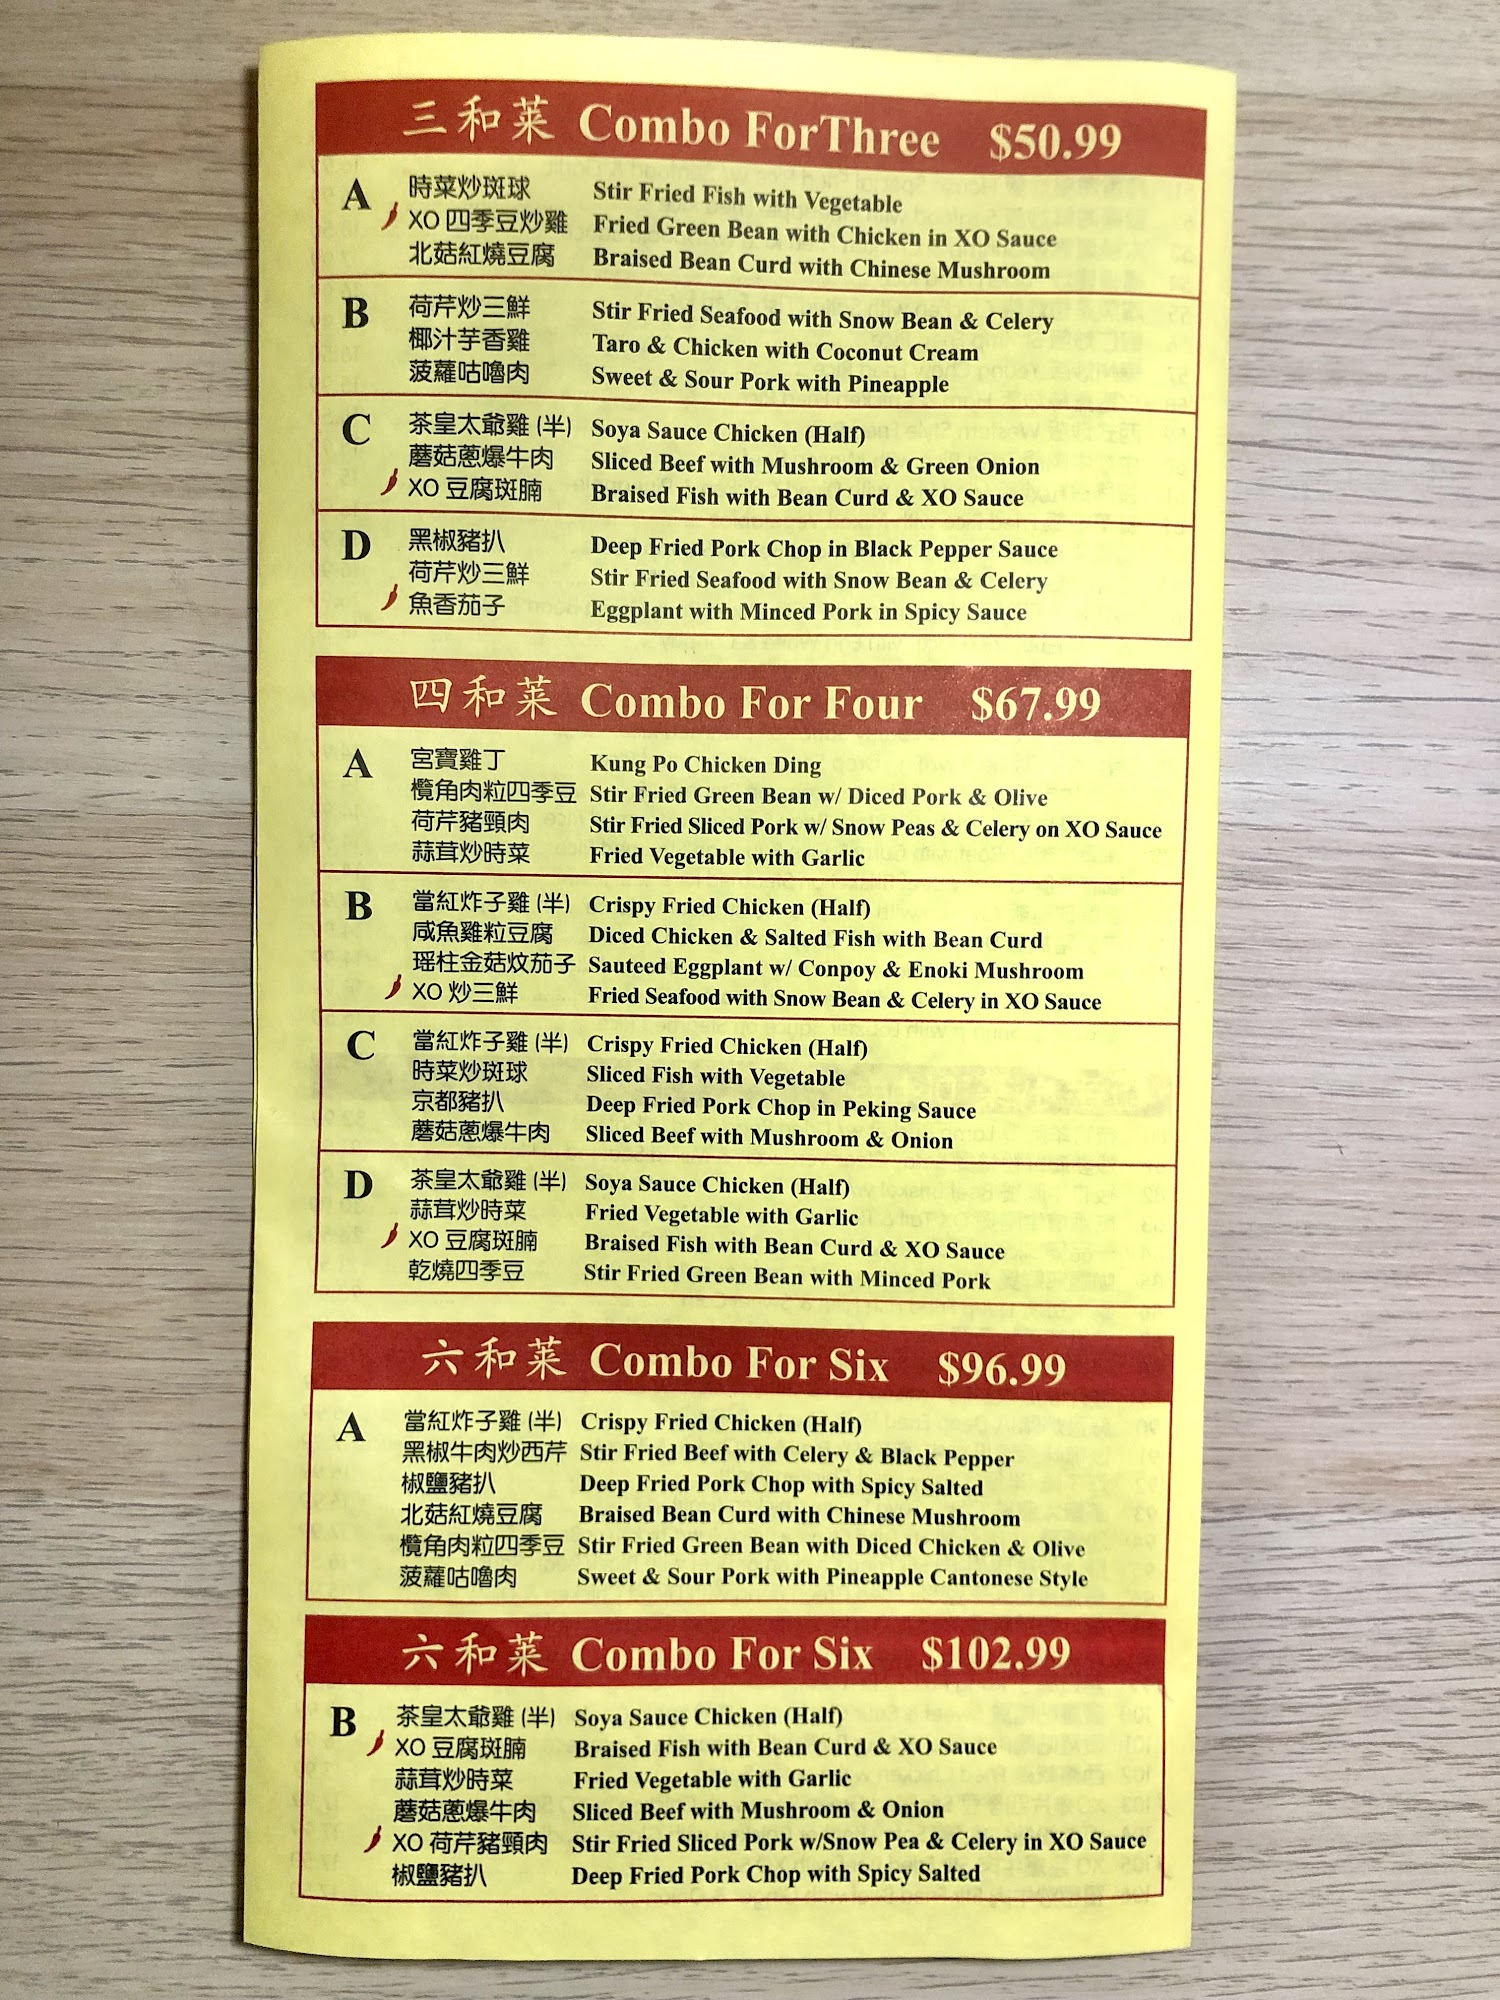 三和菜 Combo ForThree $50.99
A 時菜炒斑球 Stir Fried Fish with Vegetable
XO 四季豆炒雞 Fried Green Bean with Chicken in XO Sauce
北菇紅燒豆腐 Braised Bean Curd with Chinese Mushroom
B 荷芹炒三鮮 Stir Fried Seafood with Snow Bean & Celery
椰汁芋香雞 Taro & Chicken with Coconut Cream
菠蘿咕嚕肉 Sweet & Sour Pork with Pineapple
C 茶皇太爺雞 (半) Soya Sauce Chicken (Half)
蘑菇蔥爆牛肉 Sliced Beef with Mushroom & Green Onion
XO 豆腐斑腩 Braised Fish with Bean Curd & XO Sauce
D 黑椒豬扒 Deep Fried Pork Chop in Black Pepper Sauce
荷芹炒三鮮 Stir Fried Seafood with Snow Bean & Celery
魚香茄子 Eggplant with Minced Pork in Spicy Sauce
四和菜 Combo For Four $67.99
A 宮寶雞丁 Kung Po Chicken Ding
欖角肉粒四季豆 Stir Fried Green Bean w/ Diced Pork & Olive
荷芹豬頸肉 Stir Fried Sliced Pork w/ Snow Peas & Celery on XO Sauce
蒜茸炒時菜 Fried Vegetable with Garlic
B 當紅炸子雞 (半) Crispy Fried Chicken (Half)
咸魚雞粒豆腐 Diced Chicken & Salted Fish with Bean Curd
瑶柱金菇炆茄子 Sauteed Eggplant w/ Conpoy & Enoki Mushroom
XO 炒三鮮 Fried Seafood with Snow Bean & Celery in XO Sauce
C 當紅炸子雞 (半) Crispy Fried Chicken (Half)
時菜炒斑球 Sliced Fish with Vegetable
京都豬扒 Deep Fried Pork Chop in Peking Sauce
蘑菇蔥爆牛肉 Sliced Beef with Mushroom & Onion
D 茶皇太爺雞 (半) Soya Sauce Chicken (Half)
蒜茸炒時菜 Fried Vegetable with Garlic
XO 豆腐斑腩 Braised Fish with Bean Curd & XO Sauce
乾燒四季豆 Stir Fried Green Bean with Minced Pork
六和菜 Combo For Six $96.99
A 當紅炸子雞 (半) Crispy Fried Chicken (Half)
黑椒牛肉炒西芹 Stir Fried Beef with Celery & Black Pepper
椒鹽豬扒 Deep Fried Pork Chop with Spicy Salted
北菇紅燒豆腐 Braised Bean Curd with Chinese Mushroom
欖角肉粒四季豆 Stir Fried Green Bean with Diced Chicken & Olive
菠蘿咕嚕肉 Sweet & Sour Pork with Pineapple Cantonese Style
六和菜 Combo For Six $102.99
B 茶皇太爺雞 (半) Soya Sauce Chicken (Half)
XO 豆腐斑腩 Braised Fish with Bean Curd & XO Sauce
蒜茸炒時菜 Fried Vegetable with Garlic
蘑菇蔥爆牛肉 Sliced Beef with Mushroom & Onion
XO 荷芹豬頸肉 Stir Fried Sliced Pork w/Snow Pea & Celery in XO Sauce
椒鹽豬扒 Deep Fried Pork Chop with Spicy Salted